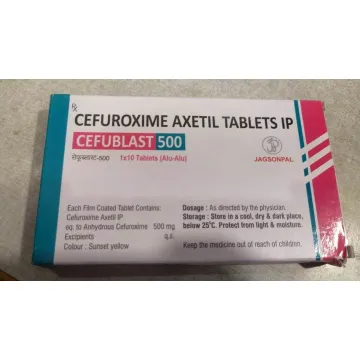 Rx
CEFUROXIME AXETIL TABLETS IP
CEFUBLAST 500
सेफुब्लास्ट-500 1x10 Tablets (Alu-Alu)
JAGSONPAL
Each Film Coated Tablet Contains:
Cefuroxime Axetil IP
eq. to Anhydrous Cefuroxime 500 mg
Excipients q.s.
Colour : Sunset yellow
Dosage : As directed by the physician.
Storage : Store in a cool, dry & dark place,
below 25°C. Protect from light & moisture.
Keep the medicine out of reach of children.